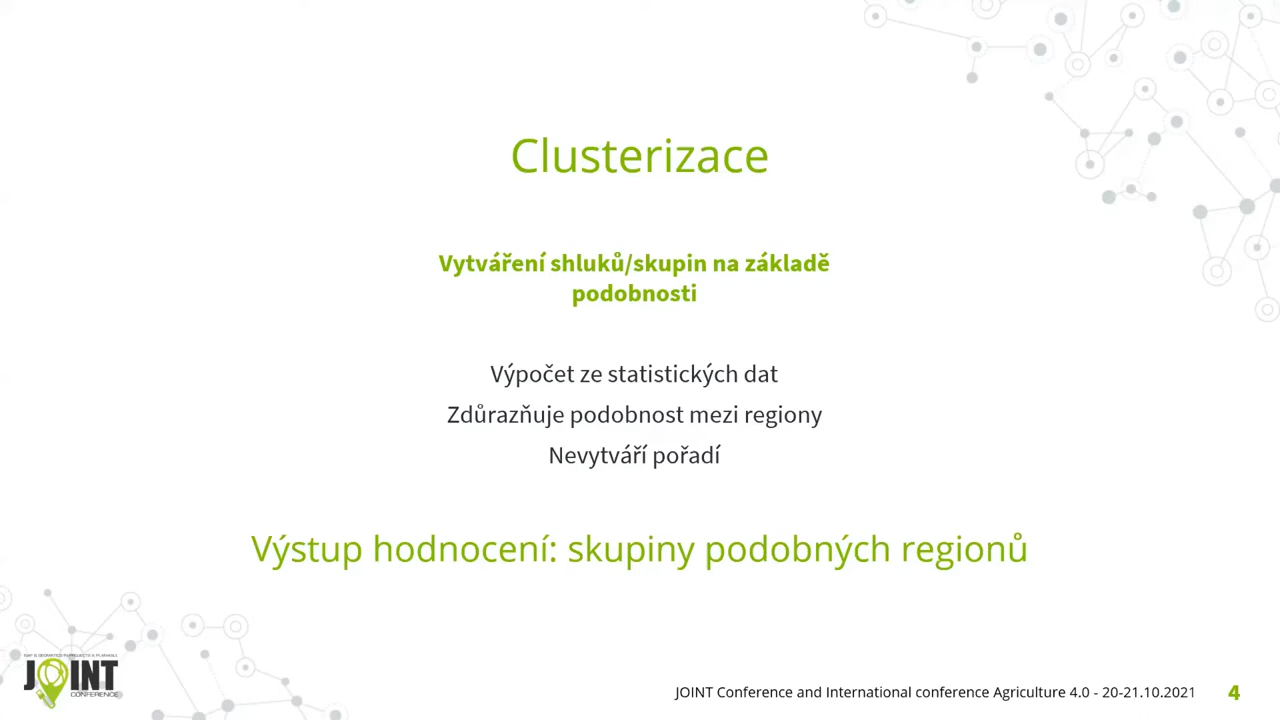 Clusterizace
Vytváření shluků/skupin na základě
podobnosti
Výpočet ze statistických dat
Zdůrazňuje podobnost mezi regiony
Nevytváří pořadí
Výstup hodnocení: skupiny podobných regionů
JOINT
CONFERENCE
JOINT Conference and International conference Agriculture 4.0 - 20-21.10.2021
4